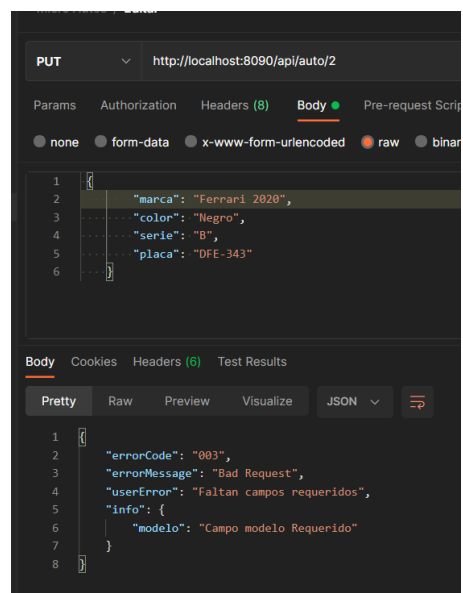 PUT http://localhost:8090/api/auto/2
Params Authorization Headers (8) Body Pre-request Scrip
none form-data x-www-form-urlencoded raw binar
1 {
2 "marca": "Ferrari 2020",
3 "color": "Negro",
4 "serie": "B",
5 "placa": "DFE-343"
6 }
Body Cookies Headers (6) Test Results
Pretty Raw Preview Visualize JSON
1 {
2 "errorCode": "003",
3 "errorMessage": "Bad Request",
4 "userError": "Faltan campos requeridos",
5 "info": {
6 "modelo": "Campo modelo Requerido"
7 }
8 }